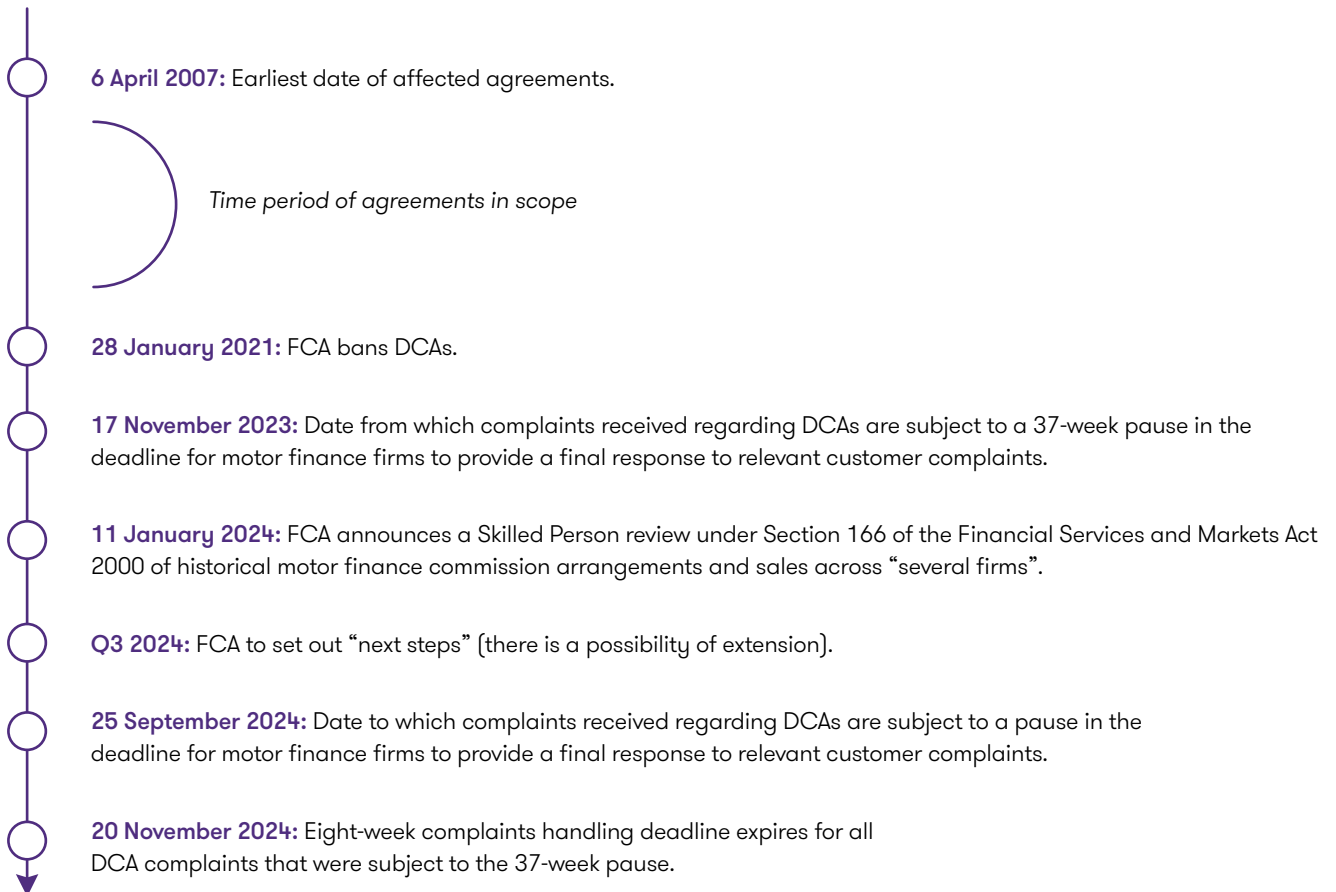 6 April 2007: Earliest date of affected agreements.
Time period of agreements in scope
28 January 2021: FCA bans DCAs.
17 November 2023: Date from which complaints received regarding DCAs are subject to a 37-week pause in the
deadline for motor finance firms to provide a final response to relevant customer complaints.
11 January 2024: FCA announces a Skilled Person review under Section 166 of the Financial Services and Markets Act
2000 of historical motor finance commission arrangements and sales across “several firms”.
Q3 2024: FCA to set out “next steps” (there is a possibility of extension).
25 September 2024: Date to which complaints received regarding DCAs are subject to a pause in the
deadline for motor finance firms to provide a final response to relevant customer complaints.
20 November 2024: Eight-week complaints handling deadline expires for all
DCA complaints that were subject to the 37-week pause.